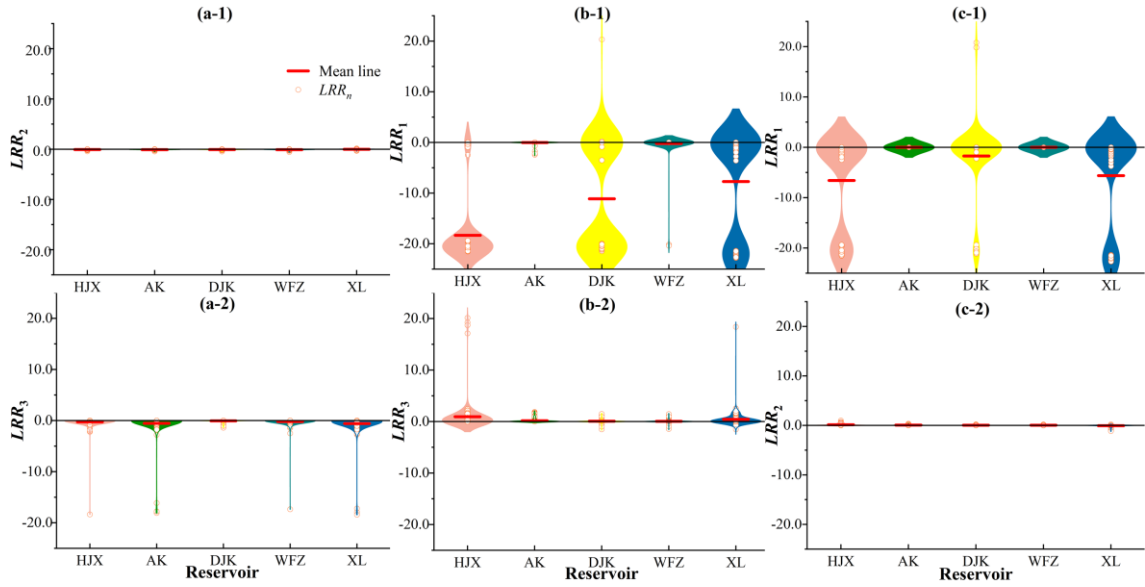 (a-1)
20.0
10.0
0.0
-10.0
-20.0
LRR2
Mean line
LRRn
HJX AK DJK WFZ XL
(b-1)
20.0
10.0
0.0
-10.0
-20.0
LRR1
HJX AK DJK WFZ XL
(c-1)
20.0
10.0
0.0
-10.0
-20.0
LRR1
HJX AK DJK WFZ XL
(a-2)
20.0
10.0
0.0
-10.0
-20.0
LRR3
HJX AK DJK WFZ XL
Reservoir
(b-2)
20.0
10.0
0.0
-10.0
-20.0
LRR3
HJX AK DJK WFZ XL
Reservoir
(c-2)
20.0
10.0
0.0
-10.0
-20.0
LRR2
HJX AK DJK WFZ XL
Reservoir